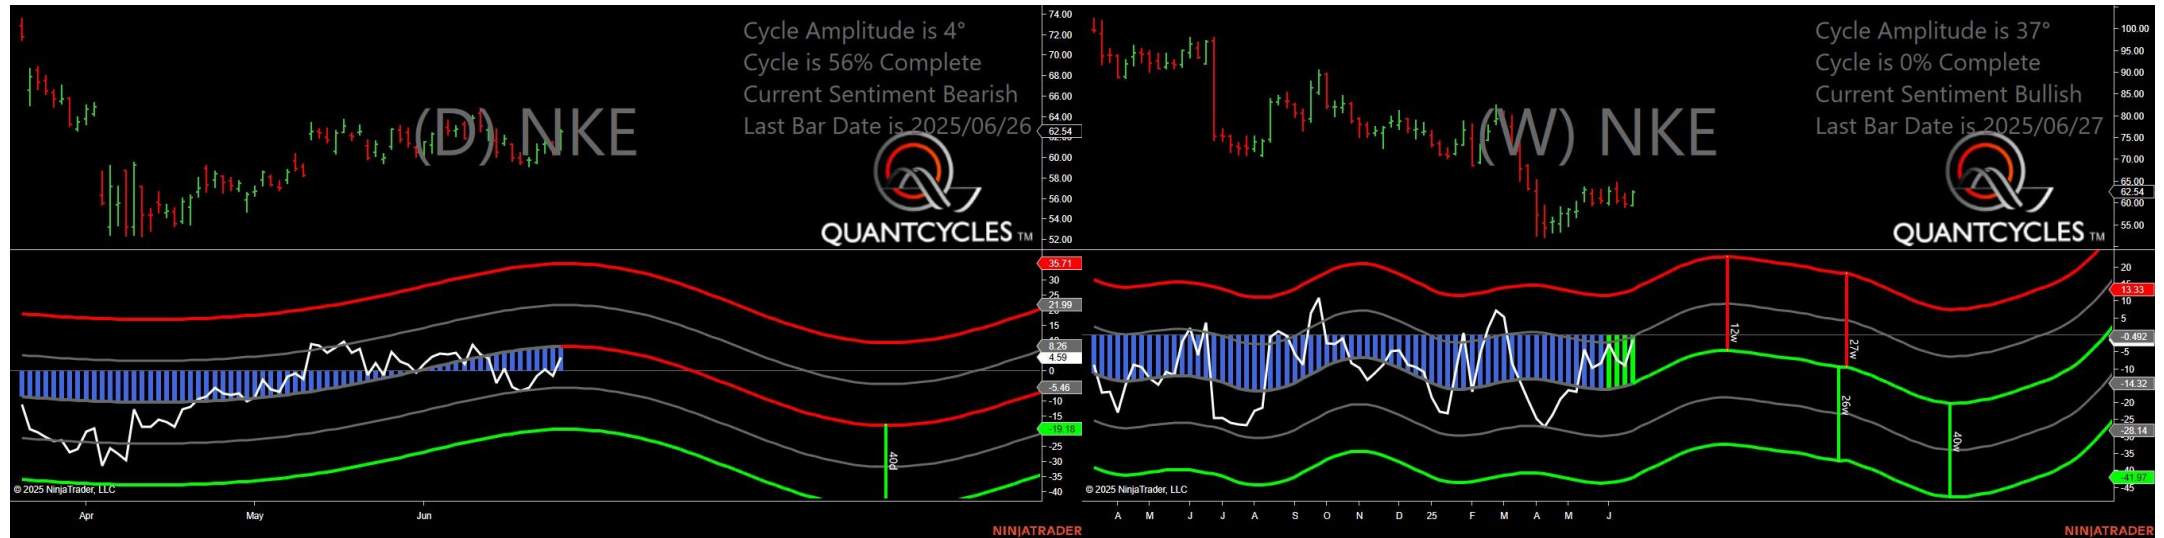 Cycle Amplitude is 4°
Cycle is 56% Complete
Current Sentiment Bearish
Last Bar Date is 2025/06/26
(D) NKE
QUANTCYCLES TM
74.00
72.00
70.00
68.00
66.00
64.00
62.54
60.00
58.00
56.00
54.00
52.00
35.71
30
25
21.99
15
8.26
4.59
0
-5.46
-10
-15
-19.18
-25
-30
-35
-40
40d
© 2025 NinjaTrader, LLC
Apr May Jun
NINJATRADER
Cycle Amplitude is 37°
Cycle is 0% Complete
Current Sentiment Bullish
Last Bar Date is 2025/06/27
(W) NKE
QUANTCYCLES TM
100.00
95.00
90.00
85.00
80.00
75.00
70.00
65.00
62.54
60.00
55.00
20
13.33
10
5
-0.492
-5
-10
-14.32
-20
-25
-28.14
-35
-41.97
-45
12w
27w
26w
40w
© 2025 NinjaTrader, LLC
A M J J A S O N D 25 F M A M J
NINJATRADER